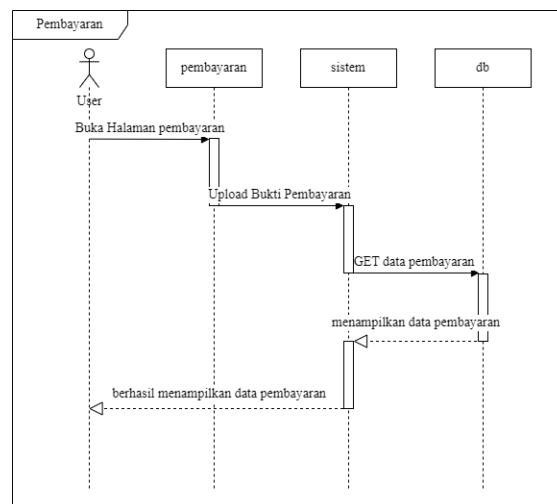 Pembayaran
pembayaran
sistem
db
User
Buka Halaman pembayaran
Upload Bukti Pembayaran
GET data pembayaran
menampilkan data pembayaran
berhasil menampilkan data pembayaran